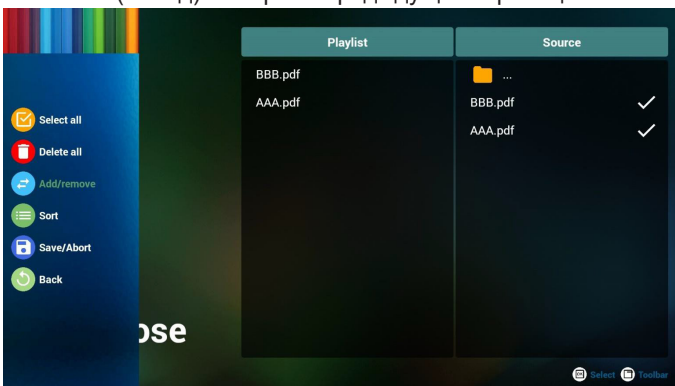 Select all
Delete all
Add/remove
Sort
Save/Abort
Back
Playlist
BBB.pdf
AAA.pdf
Source
...
BBB.pdf
AAA.pdf
ose
Select
Toolbar